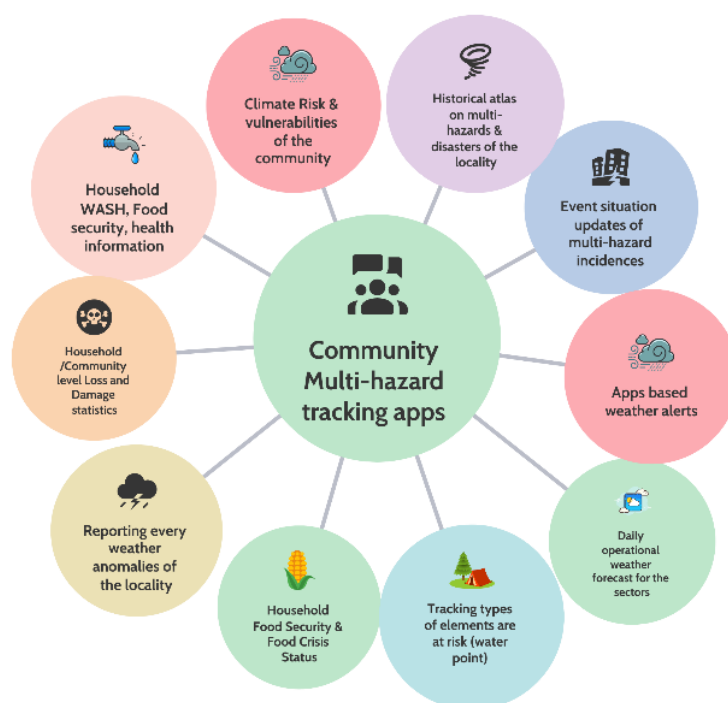 Climate Risk &
vulnerabilities
of the
community
Historical atlas
on multi-
hazards &
disasters of the
locality
Event situation
updates of
multi-hazard
incidences
Apps based
weather alerts
Daily
operational
weather
forecast for the
sectors
Tracking types
of elements are
at risk (water
point)
Household
Food Security &
Food Crisis
Status
Reporting every
weather
anomalies of
the locality
Household
/Community
level Loss and
Damage
statistics
Household
WASH, Food
security, health
information
Community
Multi-hazard
tracking apps